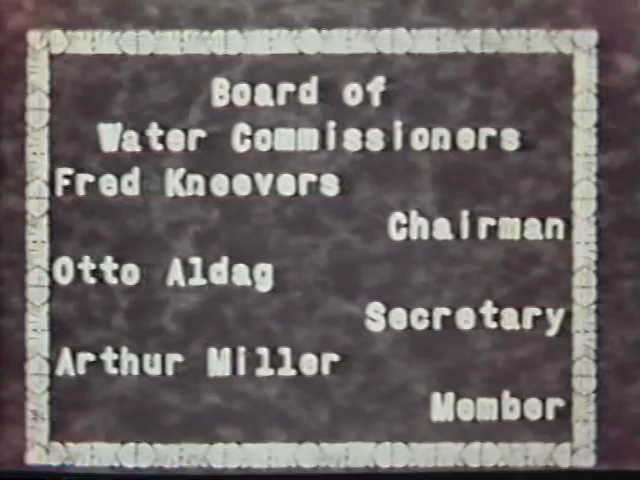 Board of
Water Commissioners
Fred Kneevers
Chairman
Otto Aldag
Secretary
Arthur Miller
Member